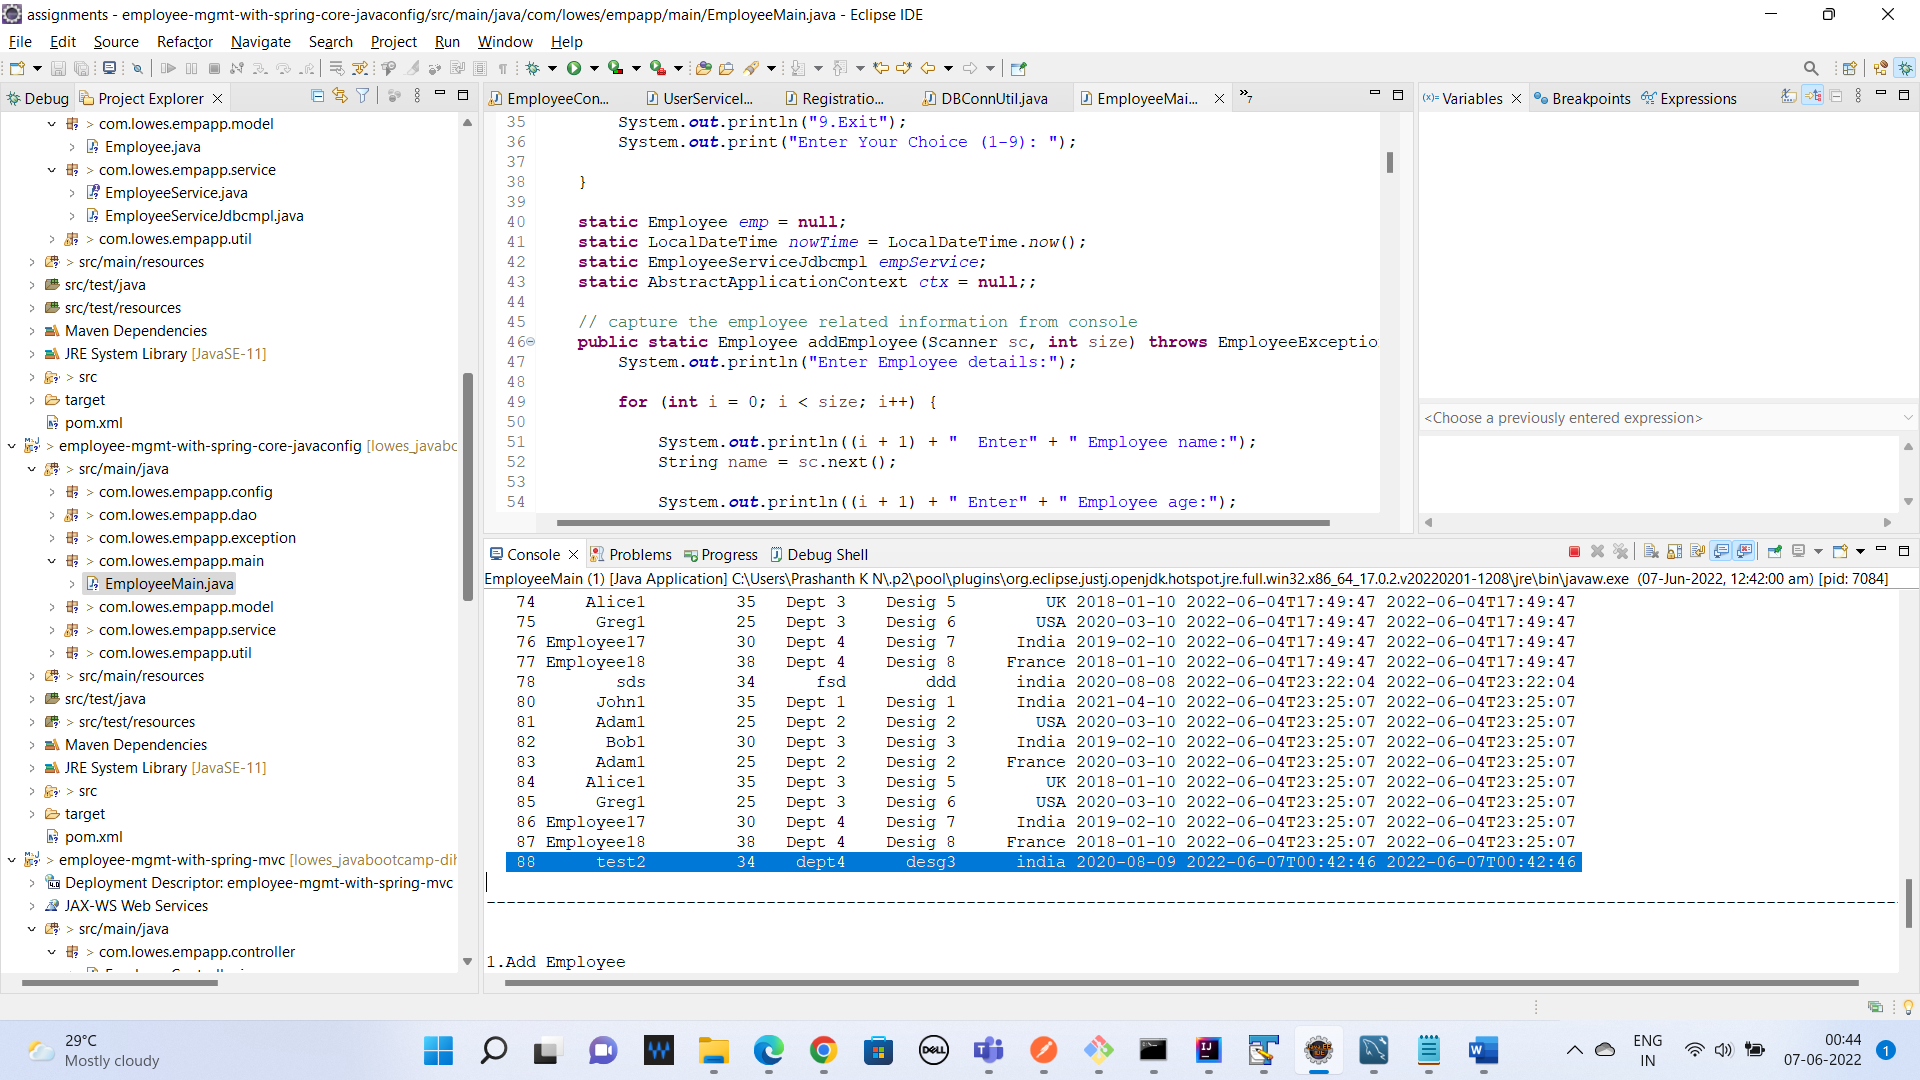 assignments - employee-mgmt-with-spring-core-javaconfig/src/main/java/com/lowes/empapp/main/EmployeeMain.java - Eclipse IDE
File Edit Source Refactor Navigate Search Project Run Window Help
Debug Project Explorer
> com.lowes.empapp.model
Employee.java
> com.lowes.empapp.service
EmployeeService.java
EmployeeServiceJdbcmpl.java
> com.lowes.empapp.util
> src/main/resources
src/test/java
src/test/resources
Maven Dependencies
JRE System Library [JavaSE-11]
> src
target
pom.xml
> employee-mgmt-with-spring-core-javaconfig [lowes_javabc
> src/main/java
> com.lowes.empapp.config
> com.lowes.empapp.dao
> com.lowes.empapp.exception
> com.lowes.empapp.main
EmployeeMain.java
> com.lowes.empapp.model
> com.lowes.empapp.service
> com.lowes.empapp.util
> src/main/resources
src/test/java
> src/test/resources
Maven Dependencies
JRE System Library [JavaSE-11]
> src
target
pom.xml
> employee-mgmt-with-spring-mvc [lowes_javabootcamp-dih
Deployment Descriptor: employee-mgmt-with-spring-mvc
JAX-WS Web Services
> src/main/java
> com.lowes.empapp.controller
EmployeeCon... UserServiceI... Registratio... DBConnUtil.java EmployeeMai... »7
35 System.out.println("9.Exit");
36 System.out.print("Enter Your Choice (1-9): ");
37
38 }
39
40 static Employee emp = null;
41 static LocalDateTime nowTime = LocalDateTime.now();
42 static EmployeeServiceJdbcmpl empService;
43 static AbstractApplicationContext ctx = null;;
44
45 // capture the employee related information from console
46 public static Employee addEmployee(Scanner sc, int size) throws EmployeeExceptio
47 System.out.println("Enter Employee details:");
48
49 for (int i = 0; i < size; i++) {
50
51 System.out.println((i + 1) + "  Enter" + " Employee name:");
52 String name = sc.next();
53
54 System.out.println((i + 1) + " Enter" + " Employee age:");
(x)= Variables Breakpoints Expressions
<Choose a previously entered expression>
Console Problems Progress Debug Shell
EmployeeMain (1) [Java Application] C:\Users\Prashanth K N\.p2\pool\plugins\org.eclipse.justj.openjdk.hotspot.jre.full.win32.x86_64_17.0.2.v20220201-1208\jre\bin\javaw.exe (07-Jun-2022, 12:42:00 am) [pid: 7084]
74 Alice1 35 Dept 3 Desig 5 UK 2018-01-10 2022-06-04T17:49:47 2022-06-04T17:49:47
75 Greg1 25 Dept 3 Desig 6 USA 2020-03-10 2022-06-04T17:49:47 2022-06-04T17:49:47
76 Employee17 30 Dept 4 Desig 7 India 2019-02-10 2022-06-04T17:49:47 2022-06-04T17:49:47
77 Employee18 38 Dept 4 Desig 8 France 2018-01-10 2022-06-04T17:49:47 2022-06-04T17:49:47
78 sds 34 fsd ddd india 2020-08-08 2022-06-04T23:22:04 2022-06-04T23:22:04
80 John1 35 Dept 1 Desig 1 India 2021-04-10 2022-06-04T23:25:07 2022-06-04T23:25:07
81 Adam1 25 Dept 2 Desig 2 USA 2020-03-10 2022-06-04T23:25:07 2022-06-04T23:25:07
82 Bob1 30 Dept 3 Desig 3 India 2019-02-10 2022-06-04T23:25:07 2022-06-04T23:25:07
83 Adam1 25 Dept 2 Desig 2 France 2020-03-10 2022-06-04T23:25:07 2022-06-04T23:25:07
84 Alice1 35 Dept 3 Desig 5 UK 2018-01-10 2022-06-04T23:25:07 2022-06-04T23:25:07
85 Greg1 25 Dept 3 Desig 6 USA 2020-03-10 2022-06-04T23:25:07 2022-06-04T23:25:07
86 Employee17 30 Dept 4 Desig 7 India 2019-02-10 2022-06-04T23:25:07 2022-06-04T23:25:07
87 Employee18 38 Dept 4 Desig 8 France 2018-01-10 2022-06-04T23:25:07 2022-06-04T23:25:07
88 test2 34 dept4 desg3 india 2020-08-09 2022-06-07T00:42:46 2022-06-07T00:42:46
1.Add Employee
29°C
Mostly cloudy
DELL
ENG
IN
00:44
07-06-2022
1